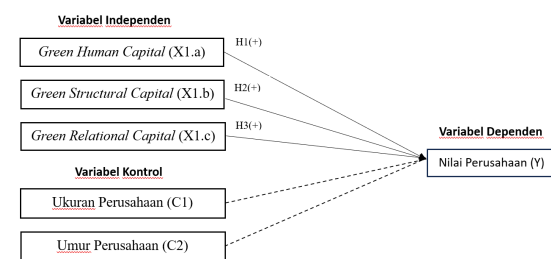 Variabel Independen
Green Human Capital (X1.a)
H1(+)
Green Structural Capital (X1.b)
H2(+)
Green Relational Capital (X1.c)
H3(+)
Variabel Dependen
Nilai Perusahaan (Y)
Variabel Kontrol
Ukuran Perusahaan (C1)
Umur Perusahaan (C2)